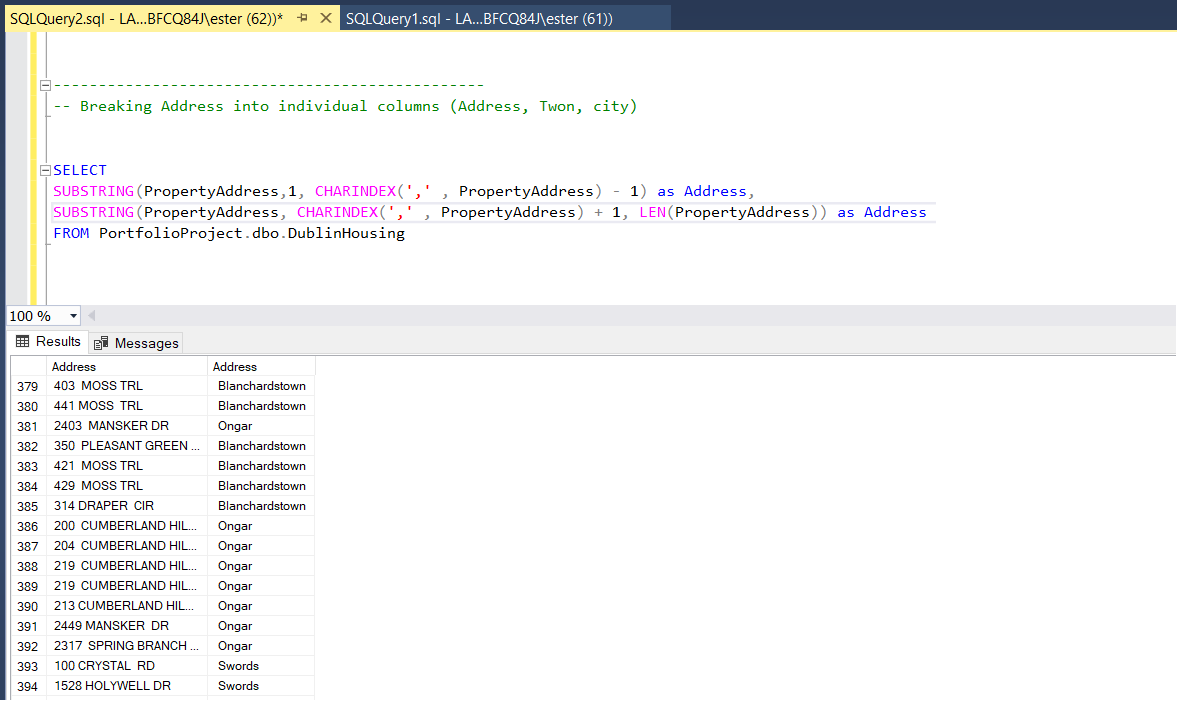 SQLQuery2.sql - LA...BFCQ84J\ester (62))* SQLQuery1.sql - LA...BFCQ84J\ester (61))
------------------------------------------------
-- Breaking Address into individual columns (Address, Twon, city)
SELECT
SUBSTRING(PropertyAddress,1, CHARINDEX(',' , PropertyAddress) - 1) as Address,
SUBSTRING(PropertyAddress, CHARINDEX(',' , PropertyAddress) + 1, LEN(PropertyAddress)) as Address
FROM PortfolioProject.dbo.DublinHousing
100 %
Results Messages
Address Address
379 403 MOSS TRL Blanchardstown
380 441 MOSS TRL Blanchardstown
381 2403 MANSKER DR Ongar
382 350 PLEASANT GREEN ... Blanchardstown
383 421 MOSS TRL Blanchardstown
384 429 MOSS TRL Blanchardstown
385 314 DRAPER CIR Blanchardstown
386 200 CUMBERLAND HIL... Ongar
387 204 CUMBERLAND HIL... Ongar
388 219 CUMBERLAND HIL... Ongar
389 219 CUMBERLAND HIL... Ongar
390 213 CUMBERLAND HIL... Ongar
391 2449 MANSKER DR Ongar
392 2317 SPRING BRANCH ... Ongar
393 100 CRYSTAL RD Swords
394 1528 HOLYWELL DR Swords